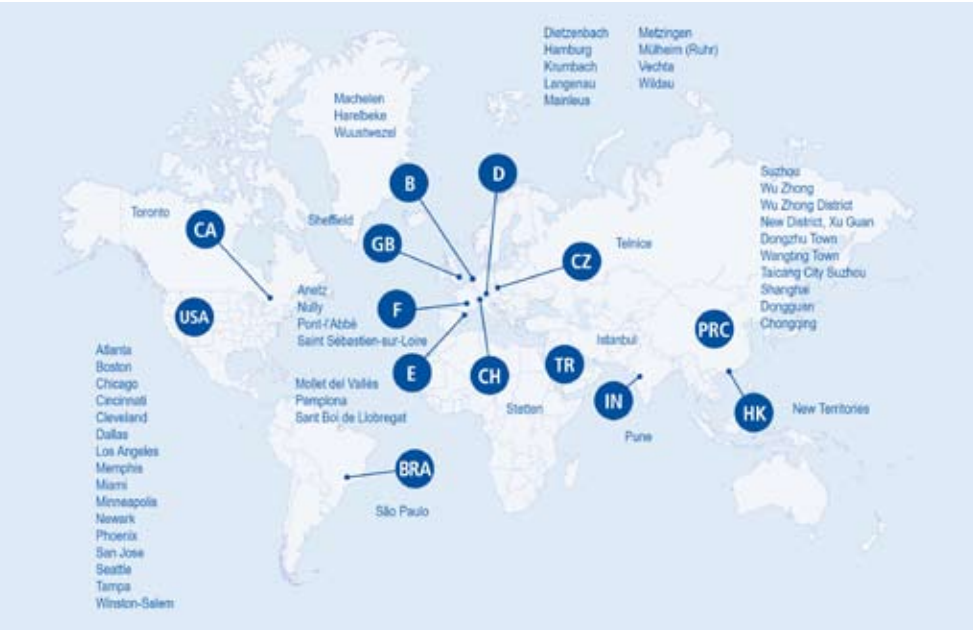 Dietzenbach
Hamburg
Krumbach
Langenau
Mainleus
Metzingen
Mülheim (Ruhr)
Vechta
Wildau
Machelen
Harelbeke
Wuustwezel
B
D
Toronto
CA
Sheffield
GB
CZ
Telnice
Suzhou
Wu Zhong
Wu Zhong District
New District, Xu Guan
Dongzhu Town
Wangting Town
Taicang City Suzhou
Shanghai
Dongguan
Chongqing
USA
Anetz
Nully
Pont-l'Abbé
Saint Sébastien-sur-Loire
F
PRC
Istanbul
TR
Atlanta
Boston
Chicago
Cincinnati
Cleveland
Dallas
Los Angeles
Memphis
Miami
Minneapolis
Newark
Phoenix
San Jose
Seattle
Tampa
Winston-Salem
Mollet del Vallés
Pamplona
Sant Boi de Llobregat
E
CH
Stetten
IN
Pune
HK
New Territories
BRA
São Paulo